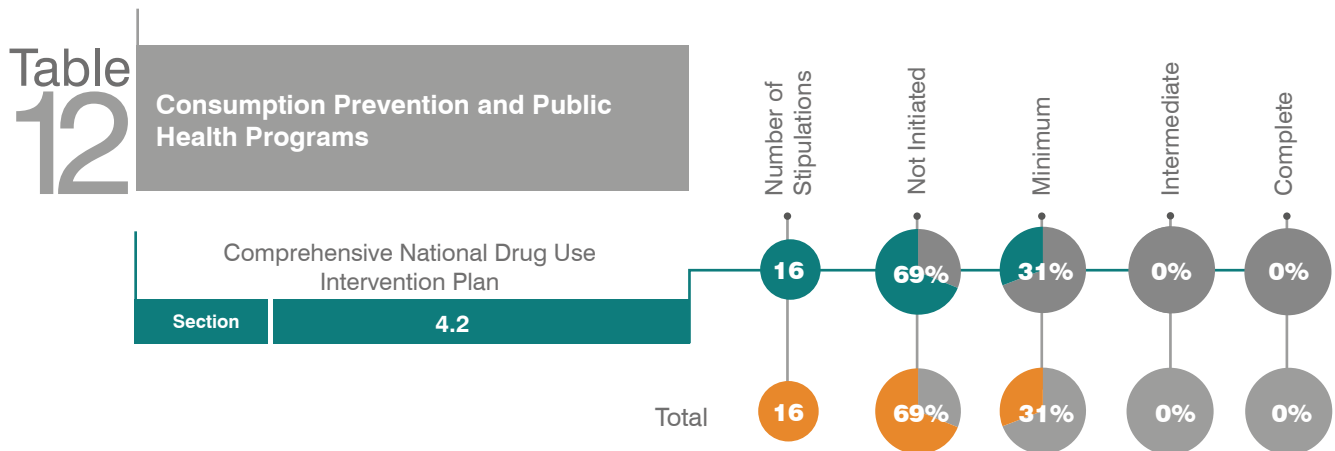 Table
12
Consumption Prevention and Public
Health Programs
Number of
Stipulations
Not Initiated
Minimum
Intermediate
Complete
Comprehensive National Drug Use
Intervention Plan
Section 4.2
16 69% 31% 0% 0%
Total 16 69% 31% 0% 0%